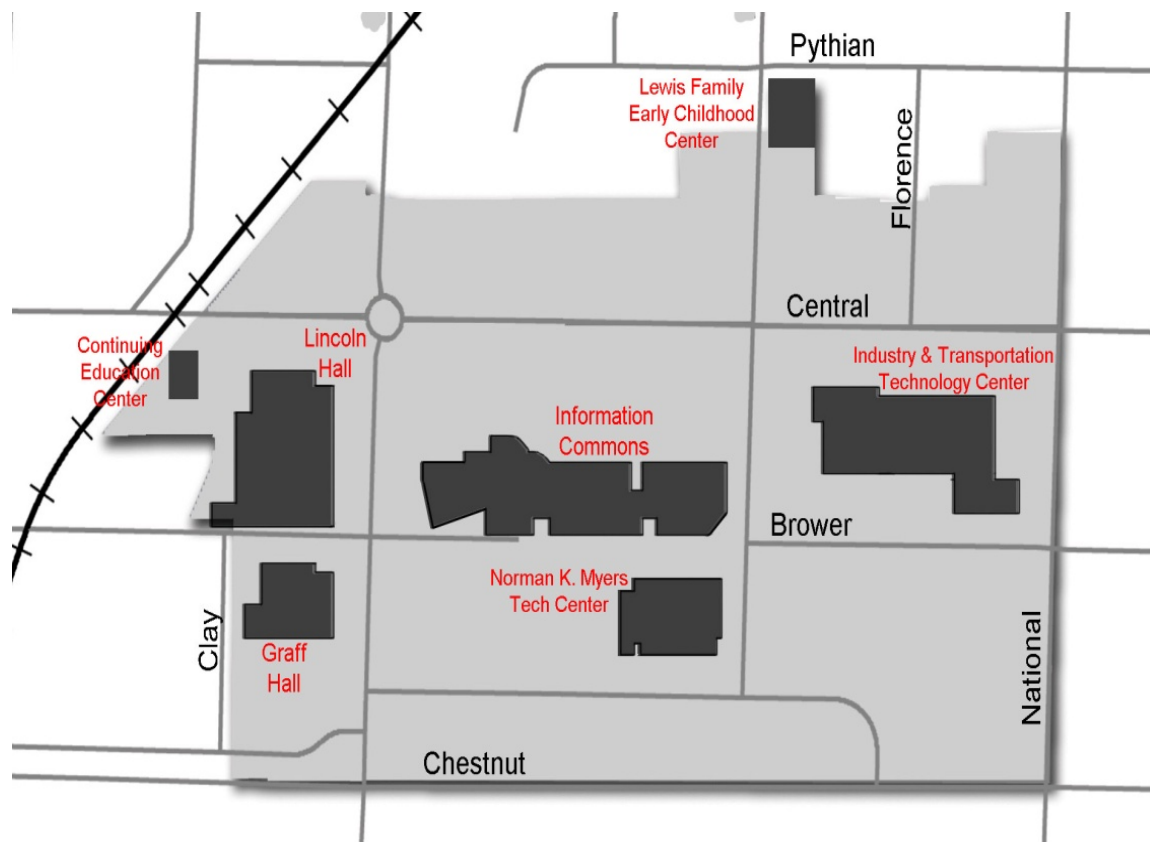 Pythian
Lewis Family
Early Childhood
Center
Florence
Central
Continuing
Education
Center
Lincoln
Hall
Industry & Transportation
Technology Center
Information
Commons
Brower
Norman K. Myers
Tech Center
Clay
Graff
Hall
National
Chestnut